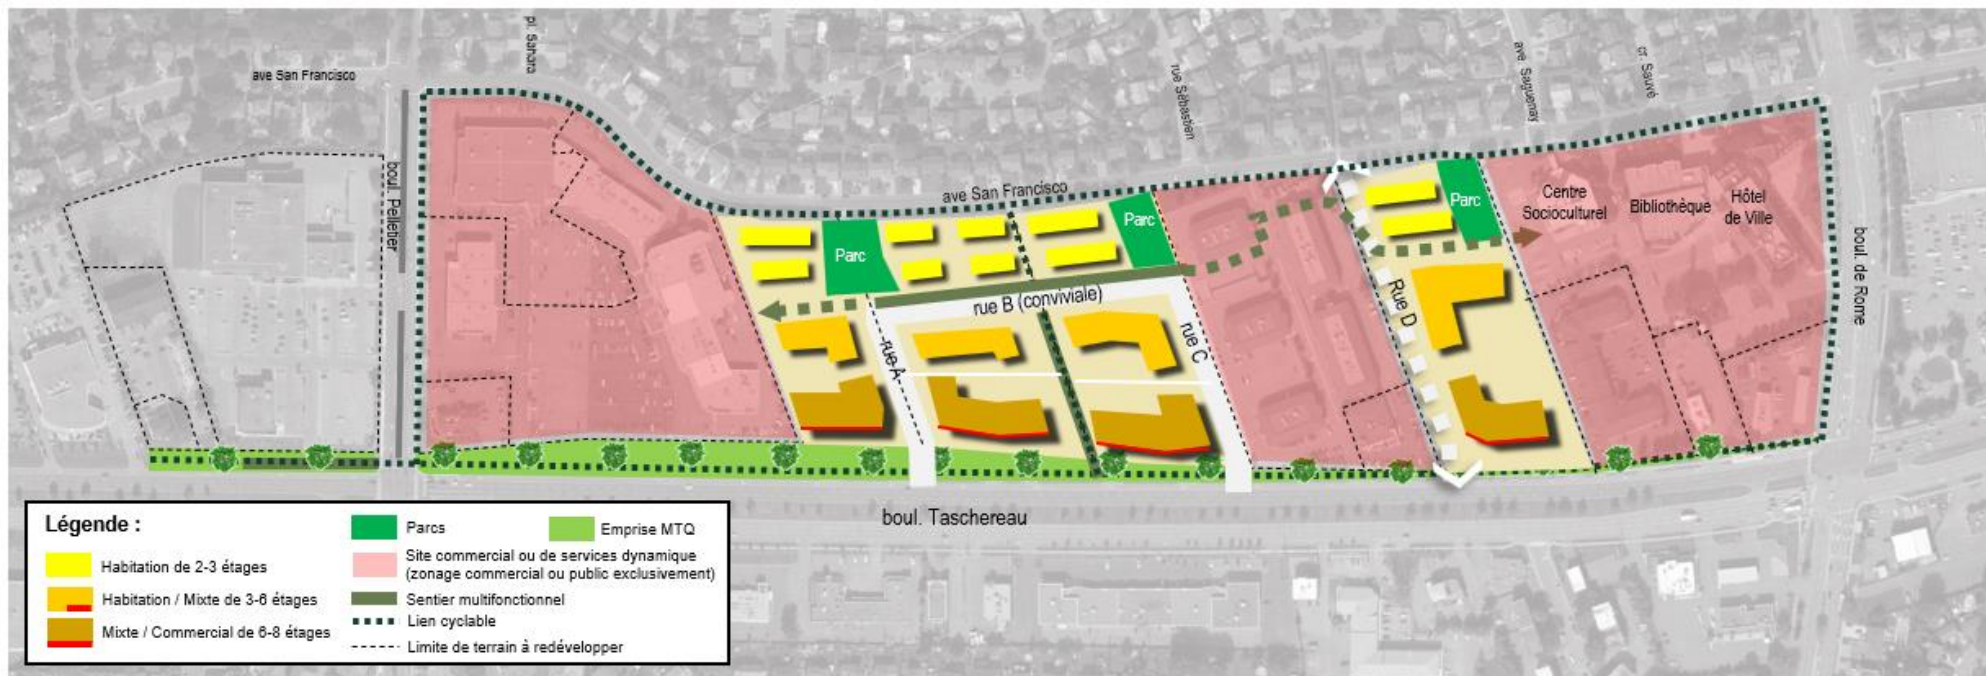 pl. Sahara
ave San Francisco
rue Sébastien
ave. Saguenay
cr. Sauvé
boul. Pelletier
ave San Francisco
Parc
Parc
Parc
Centre
Socioculturel
Bibliothèque
Hôtel
de Ville
boul. de Rome
rue B (conviviale)
rue A
rue C
Rue D
boul. Taschereau
Légende :
Habitation de 2-3 étages
Habitation / Mixte de 3-6 étages
Mixte / Commercial de 6-8 étages
Parcs
Emprise MTQ
Site commercial ou de services dynamique
(zonage commercial ou public exclusivement)
Sentier multifonctionnel
Lien cyclable
Limite de terrain à redévelopper